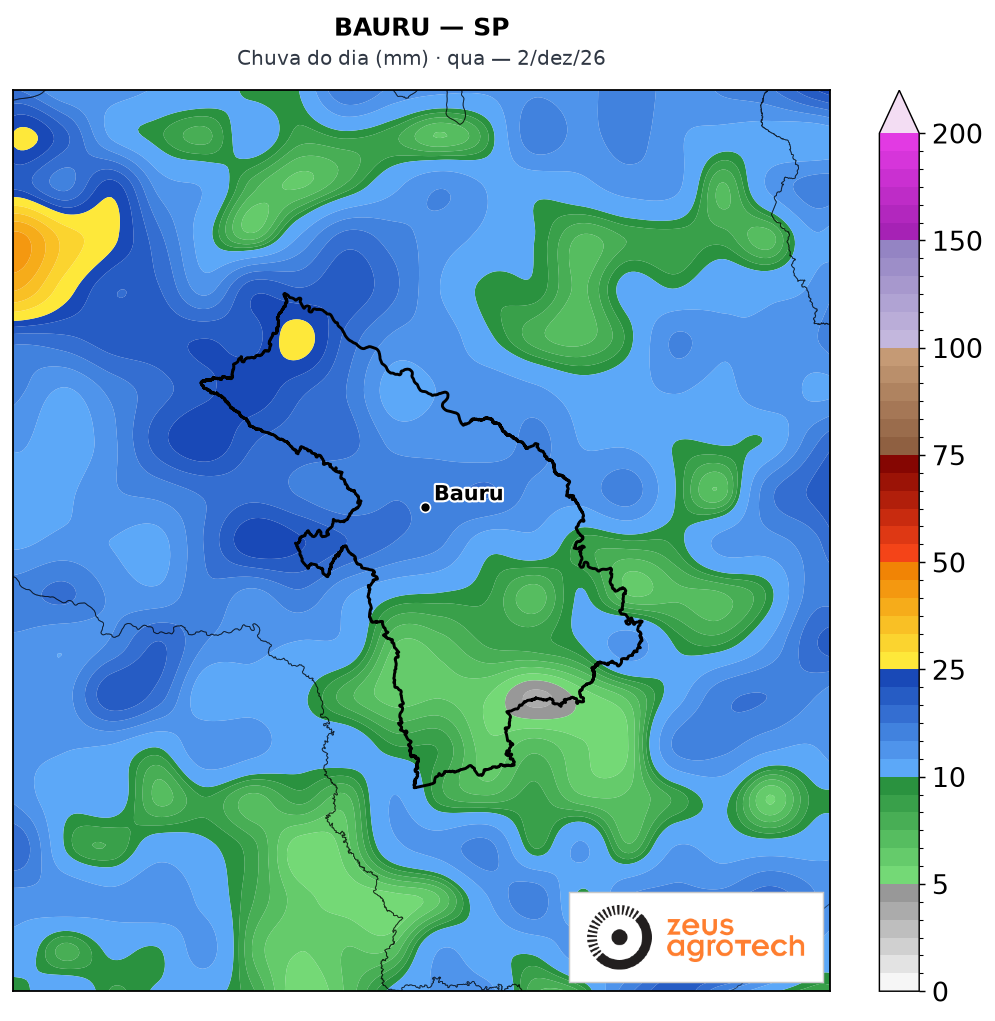 BAURU — SP
Chuva do dia (mm) · qua — 2/dez/26
Bauru
200
150
100
75
50
25
10
5
0
zeus
agrotech